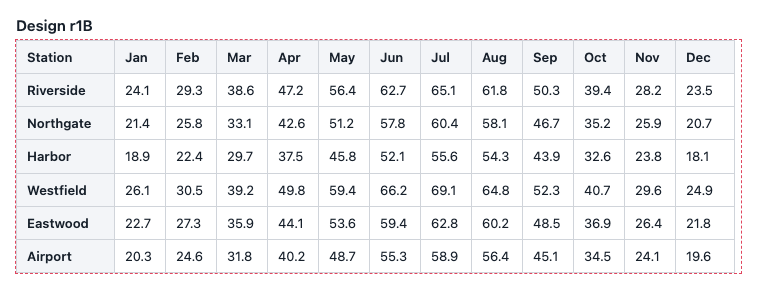 Design r1B
Station Jan Feb Mar Apr May Jun Jul Aug Sep Oct Nov Dec
Riverside 24.1 29.3 38.6 47.2 56.4 62.7 65.1 61.8 50.3 39.4 28.2 23.5
Northgate 21.4 25.8 33.1 42.6 51.2 57.8 60.4 58.1 46.7 35.2 25.9 20.7
Harbor 18.9 22.4 29.7 37.5 45.8 52.1 55.6 54.3 43.9 32.6 23.8 18.1
Westfield 26.1 30.5 39.2 49.8 59.4 66.2 69.1 64.8 52.3 40.7 29.6 24.9
Eastwood 22.7 27.3 35.9 44.1 53.6 59.4 62.8 60.2 48.5 36.9 26.4 21.8
Airport 20.3 24.6 31.8 40.2 48.7 55.3 58.9 56.4 45.1 34.5 24.1 19.6